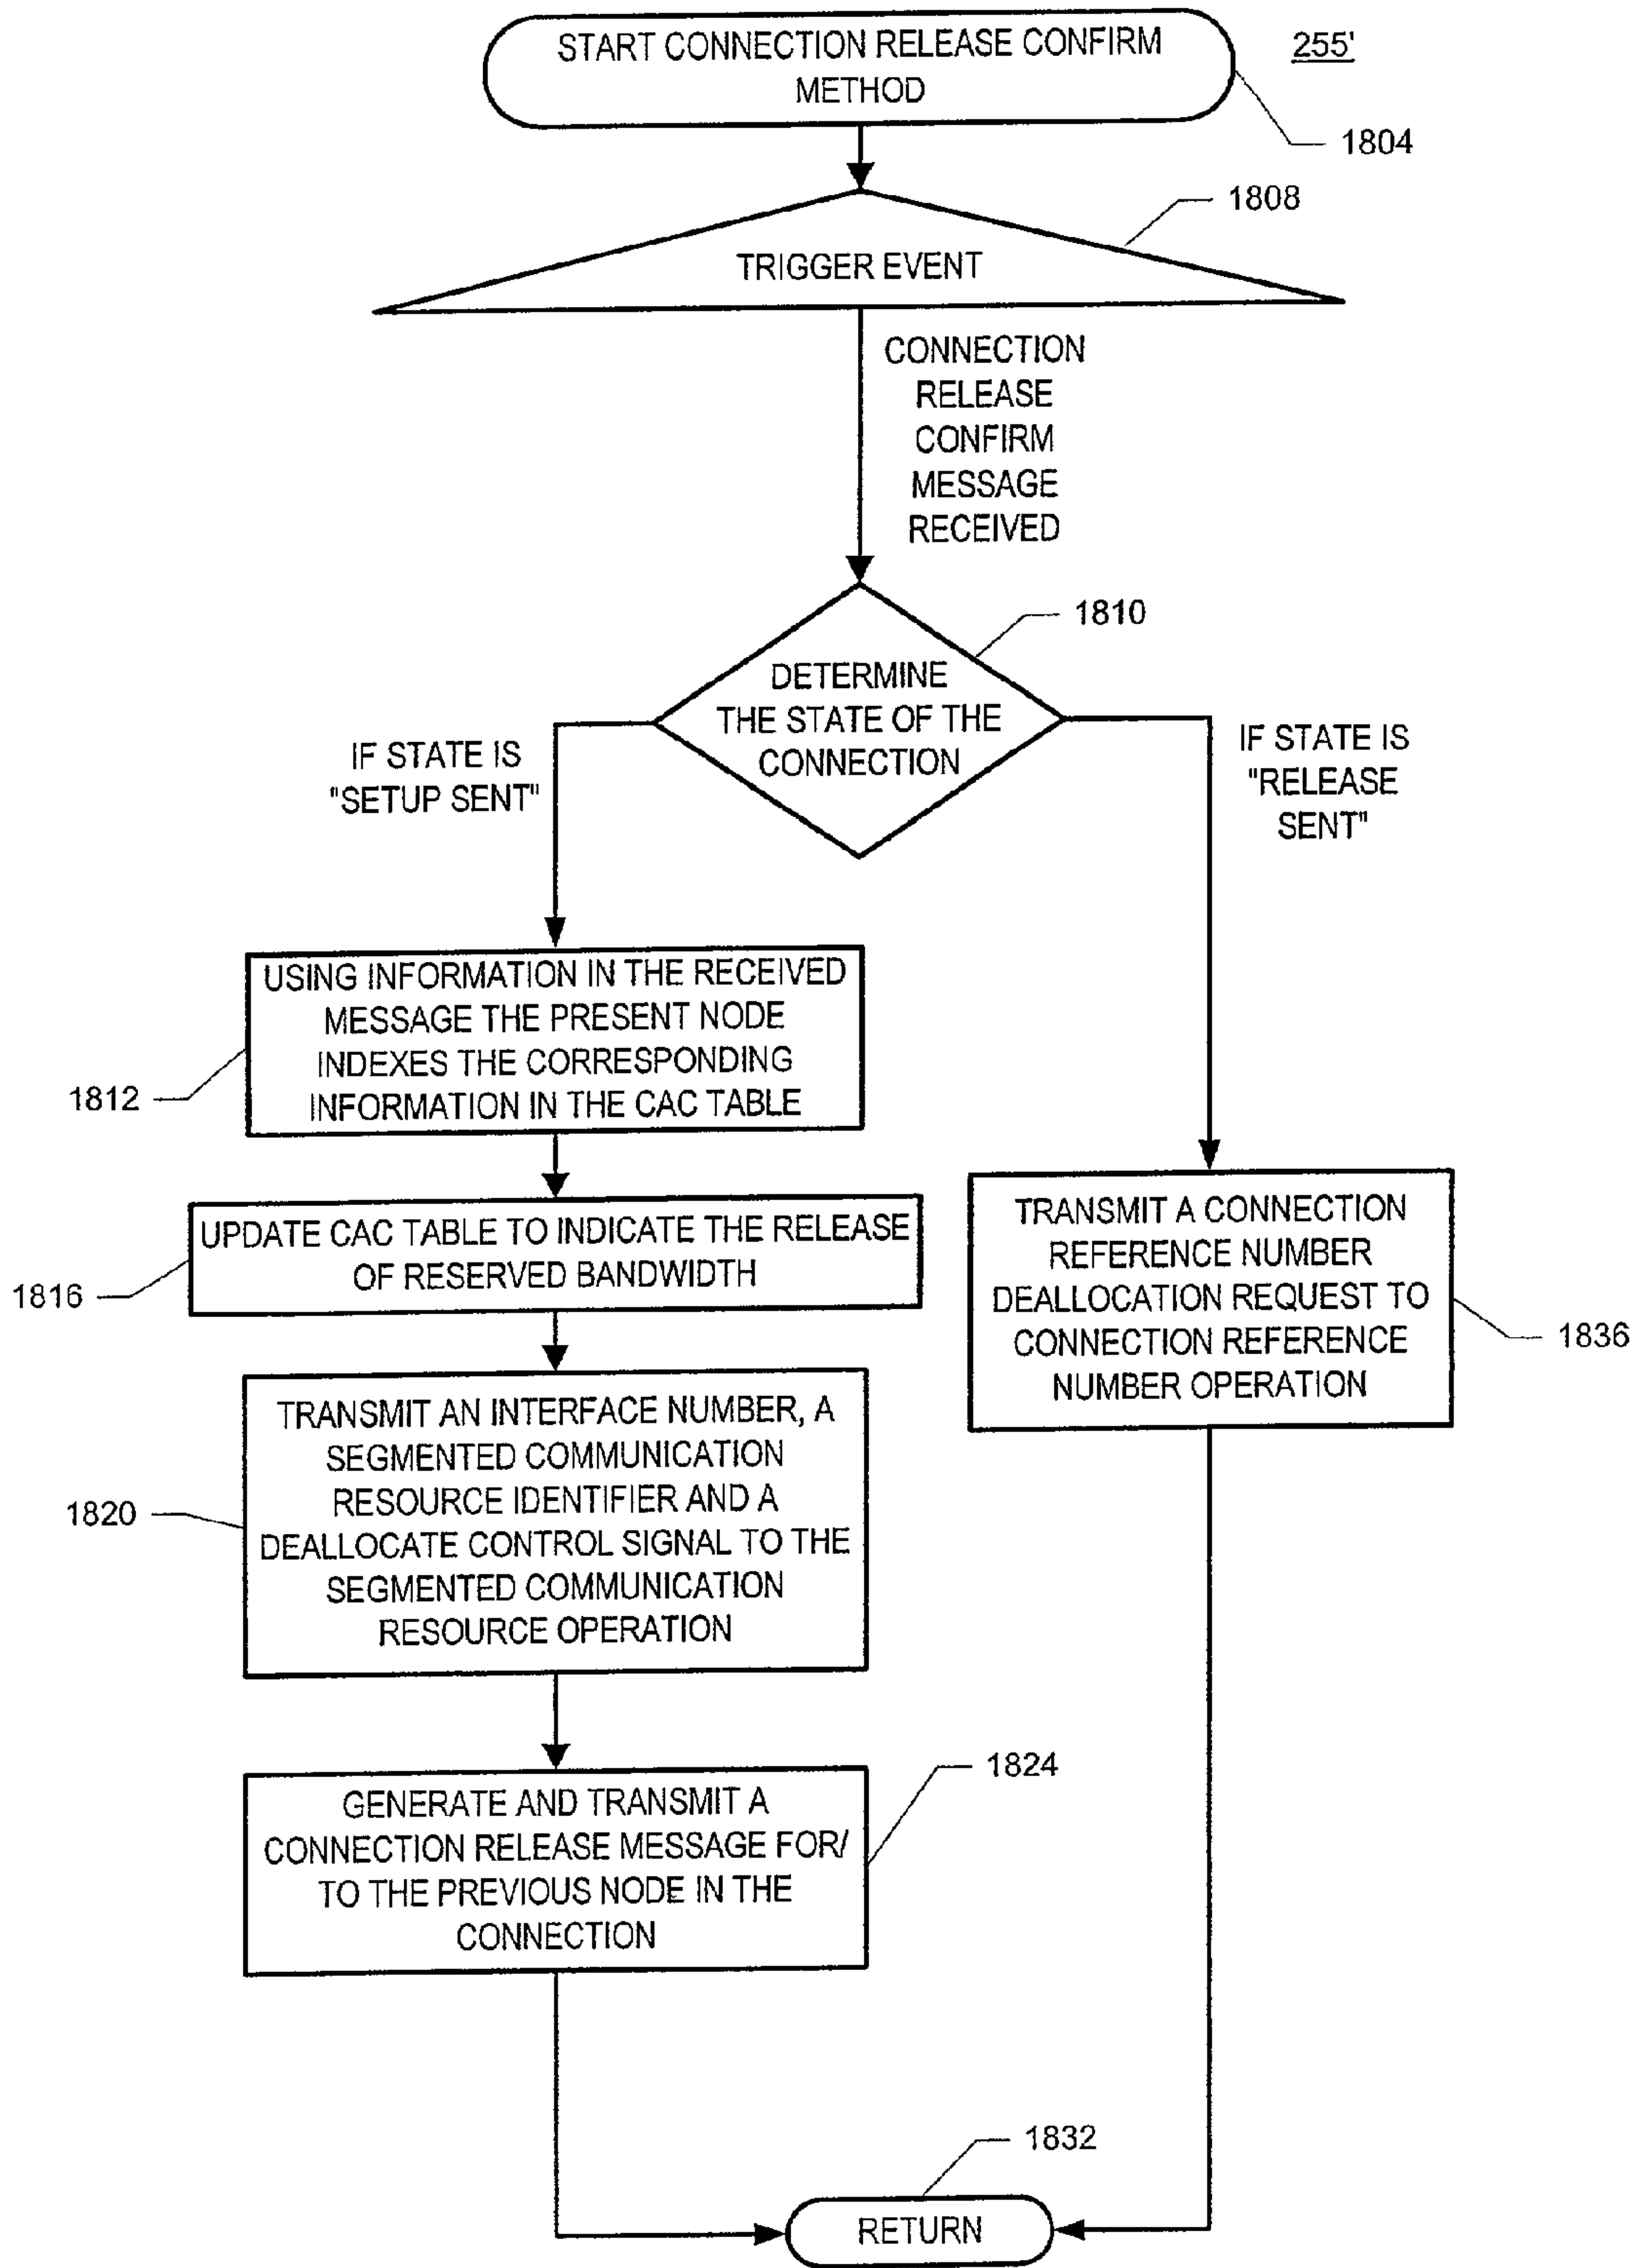 START CONNECTION RELEASE CONFIRM
METHOD
255'
1804
1808
TRIGGER EVENT
CONNECTION
RELEASE
CONFIRM
MESSAGE
RECEIVED
1810
DETERMINE
THE STATE OF THE
CONNECTION
IF STATE IS
"SETUP SENT"
IF STATE IS
"RELEASE
SENT"
USING INFORMATION IN THE RECEIVED
MESSAGE THE PRESENT NODE
INDEXES THE CORRESPONDING
INFORMATION IN THE CAC TABLE
1812
UPDATE CAC TABLE TO INDICATE THE RELEASE
OF RESERVED BANDWIDTH
1816
TRANSMIT A CONNECTION
REFERENCE NUMBER
DEALLOCATION REQUEST TO
CONNECTION REFERENCE
NUMBER OPERATION
1836
TRANSMIT AN INTERFACE NUMBER, A
SEGMENTED COMMUNICATION
RESOURCE IDENTIFIER AND A
DEALLOCATE CONTROL SIGNAL TO THE
SEGMENTED COMMUNICATION
RESOURCE OPERATION
1820
1824
GENERATE AND TRANSMIT A
CONNECTION RELEASE MESSAGE FOR/
TO THE PREVIOUS NODE IN THE
CONNECTION
1832
RETURN